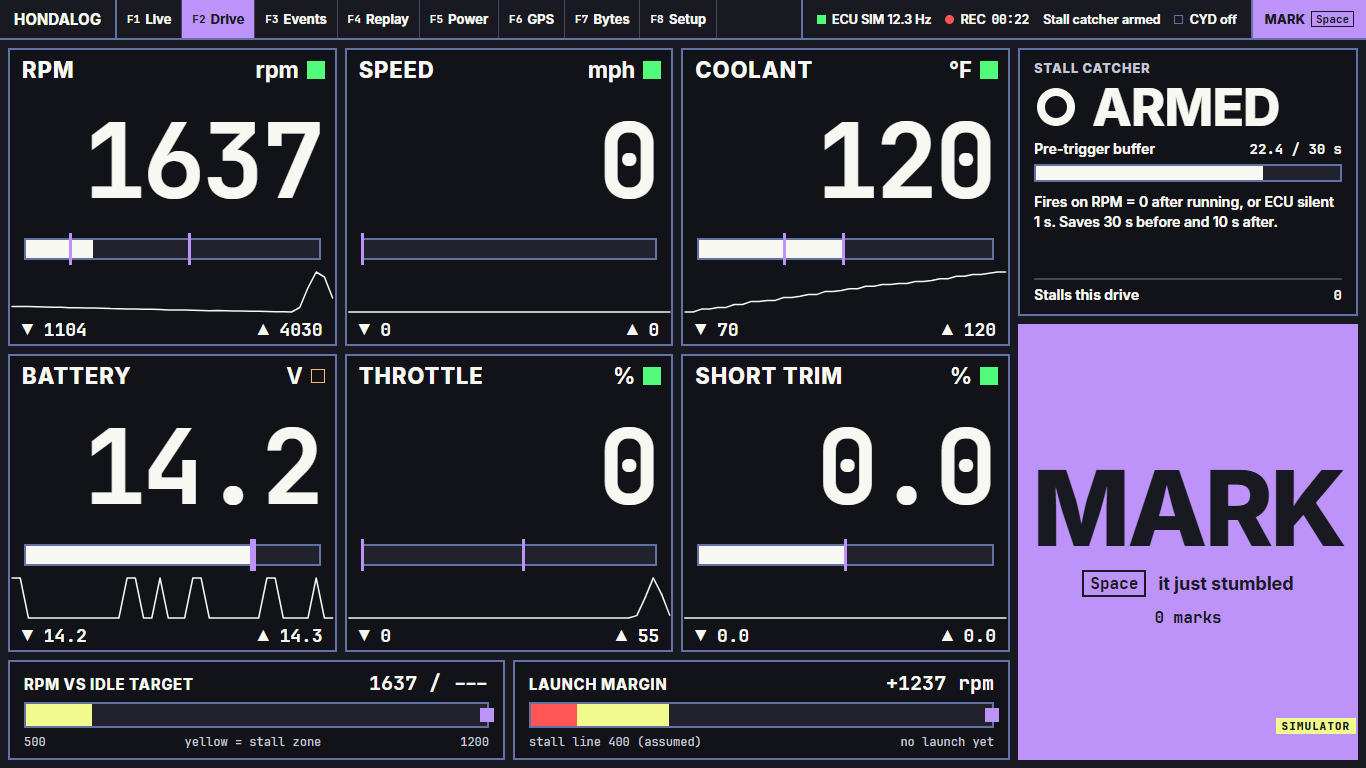 HONDALOG F1 Live F2 Drive F3 Events F4 Replay F5 Power F6 GPS F7 Bytes F8 Setup ECU SIM 12.3 Hz REC 00:22 Stall catcher armed CYD off MARK Space
RPM rpm
1637
▼ 1104 ▲ 4030
SPEED mph
0
▼ 0 ▲ 0
COOLANT °F
120
▼ 70 ▲ 120
STALL CATCHER
ARMED
Pre-trigger buffer 22.4 / 30 s
Fires on RPM = 0 after running, or ECU silent
1 s. Saves 30 s before and 10 s after.
Stalls this drive 0
BATTERY V
14.2
▼ 14.2 ▲ 14.3
THROTTLE %
0
▼ 0 ▲ 55
SHORT TRIM %
0.0
▼ 0.0 ▲ 0.0
MARK
Space it just stumbled
0 marks
RPM VS IDLE TARGET 1637 / ---
500 yellow = stall zone 1200
LAUNCH MARGIN +1237 rpm
stall line 400 (assumed) no launch yet
SIMULATOR